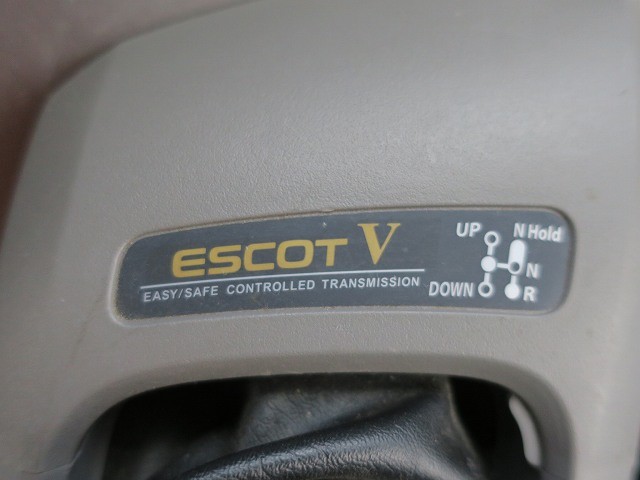 ESCOT V
EASY/SAFE CONTROLLED TRANSMISSION
UP N Hold
N
DOWN R